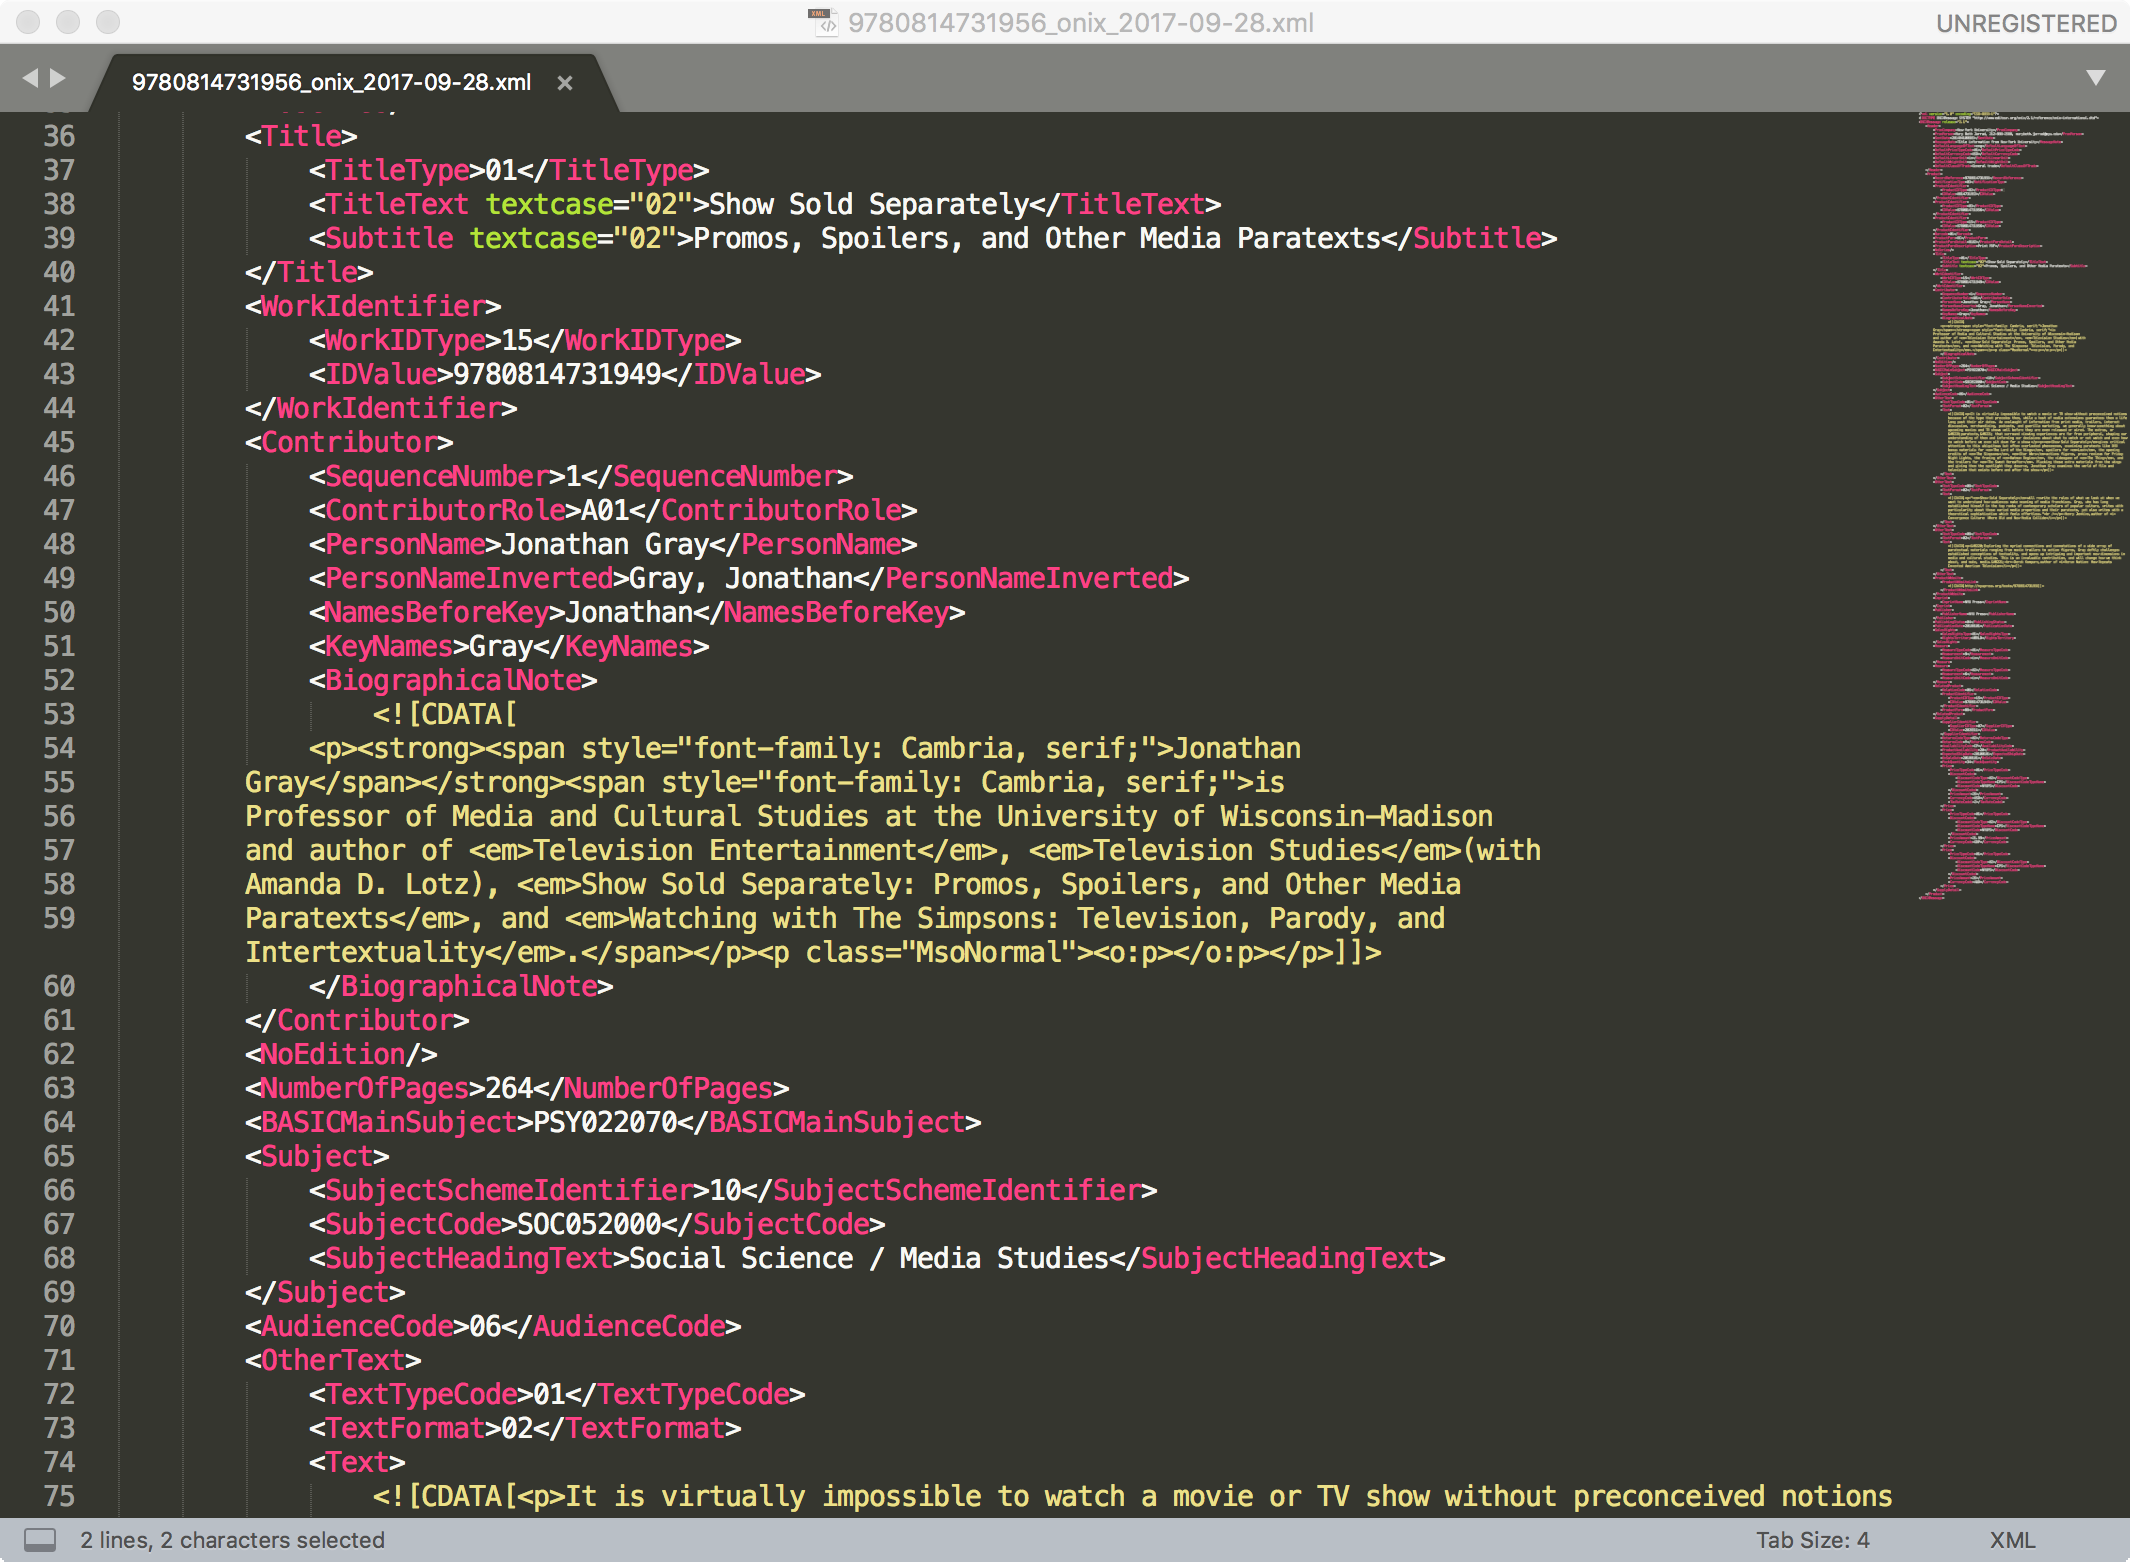 9780814731956_onix_2017-09-28.xml
UNREGISTERED
9780814731956_onix_2017-09-28.xml ×
36 <Title>
37 <TitleType>01</TitleType>
38 <TitleText textcase="02">Show Sold Separately</TitleText>
39 <Subtitle textcase="02">Promos, Spoilers, and Other Media Paratexts</Subtitle>
40 </Title>
41 <WorkIdentifier>
42 <WorkIDType>15</WorkIDType>
43 <IDValue>9780814731949</IDValue>
44 </WorkIdentifier>
45 <Contributor>
46 <SequenceNumber>1</SequenceNumber>
47 <ContributorRole>A01</ContributorRole>
48 <PersonName>Jonathan Gray</PersonName>
49 <PersonNameInverted>Gray, Jonathan</PersonNameInverted>
50 <NamesBeforeKey>Jonathan</NamesBeforeKey>
51 <KeyNames>Gray</KeyNames>
52 <BiographicalNote>
53 <![CDATA[
54 <p><strong><span style="font-family: Cambria, serif;">Jonathan
55 Gray</span></strong><span style="font-family: Cambria, serif;">is
56 Professor of Media and Cultural Studies at the University of Wisconsin–Madison
57 and author of <em>Television Entertainment</em>, <em>Television Studies</em>(with
58 Amanda D. Lotz), <em>Show Sold Separately: Promos, Spoilers, and Other Media
59 Paratexts</em>, and <em>Watching with The Simpsons: Television, Parody, and
Intertextuality</em>.</span></p><p class="MsoNormal"><o:p></o:p></p>]]>
60 </BiographicalNote>
61 </Contributor>
62 <NoEdition/>
63 <NumberOfPages>264</NumberOfPages>
64 <BASICMainSubject>PSY022070</BASICMainSubject>
65 <Subject>
66 <SubjectSchemeIdentifier>10</SubjectSchemeIdentifier>
67 <SubjectCode>SOC052000</SubjectCode>
68 <SubjectHeadingText>Social Science / Media Studies</SubjectHeadingText>
69 </Subject>
70 <AudienceCode>06</AudienceCode>
71 <OtherText>
72 <TextTypeCode>01</TextTypeCode>
73 <TextFormat>02</TextFormat>
74 <Text>
75 <![CDATA[<p>It is virtually impossible to watch a movie or TV show without preconceived notions
2 lines, 2 characters selected
Tab Size: 4
XML